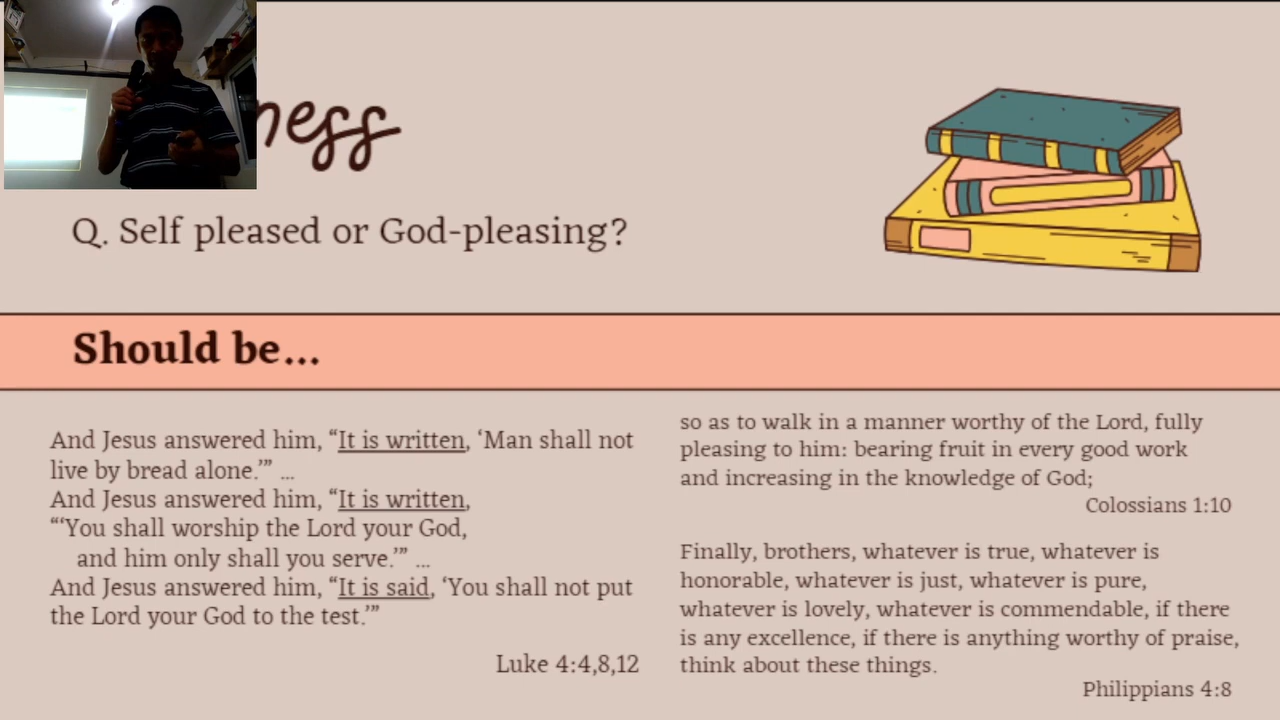 ness
Q. Self pleased or God-pleasing?
Should be...
And Jesus answered him, “It is written, ‘Man shall not
live by bread alone.’” ...
And Jesus answered him, “It is written,
“‘You shall worship the Lord your God,
and him only shall you serve.’” ...
And Jesus answered him, “It is said, ‘You shall not put
the Lord your God to the test.’”
Luke 4:4,8,12
so as to walk in a manner worthy of the Lord, fully
pleasing to him: bearing fruit in every good work
and increasing in the knowledge of God;
Colossians 1:10
Finally, brothers, whatever is true, whatever is
honorable, whatever is just, whatever is pure,
whatever is lovely, whatever is commendable, if there
is any excellence, if there is anything worthy of praise,
think about these things.
Philippians 4:8